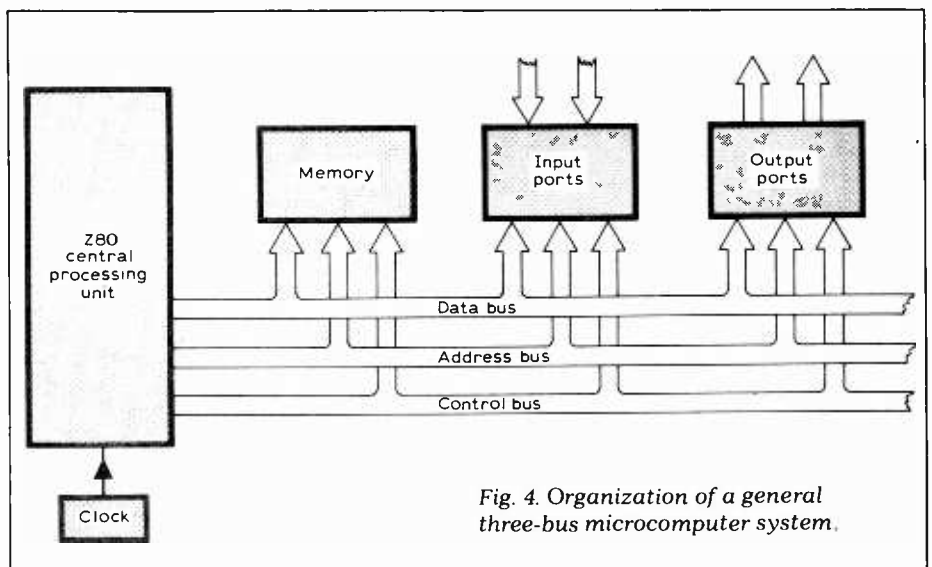 Z80
central
processing
unit
Memory
Input
ports
Output
ports
Data bus
Address bus
Control bus
Clock
Fig. 4. Organization of a general
three-bus microcomputer system.